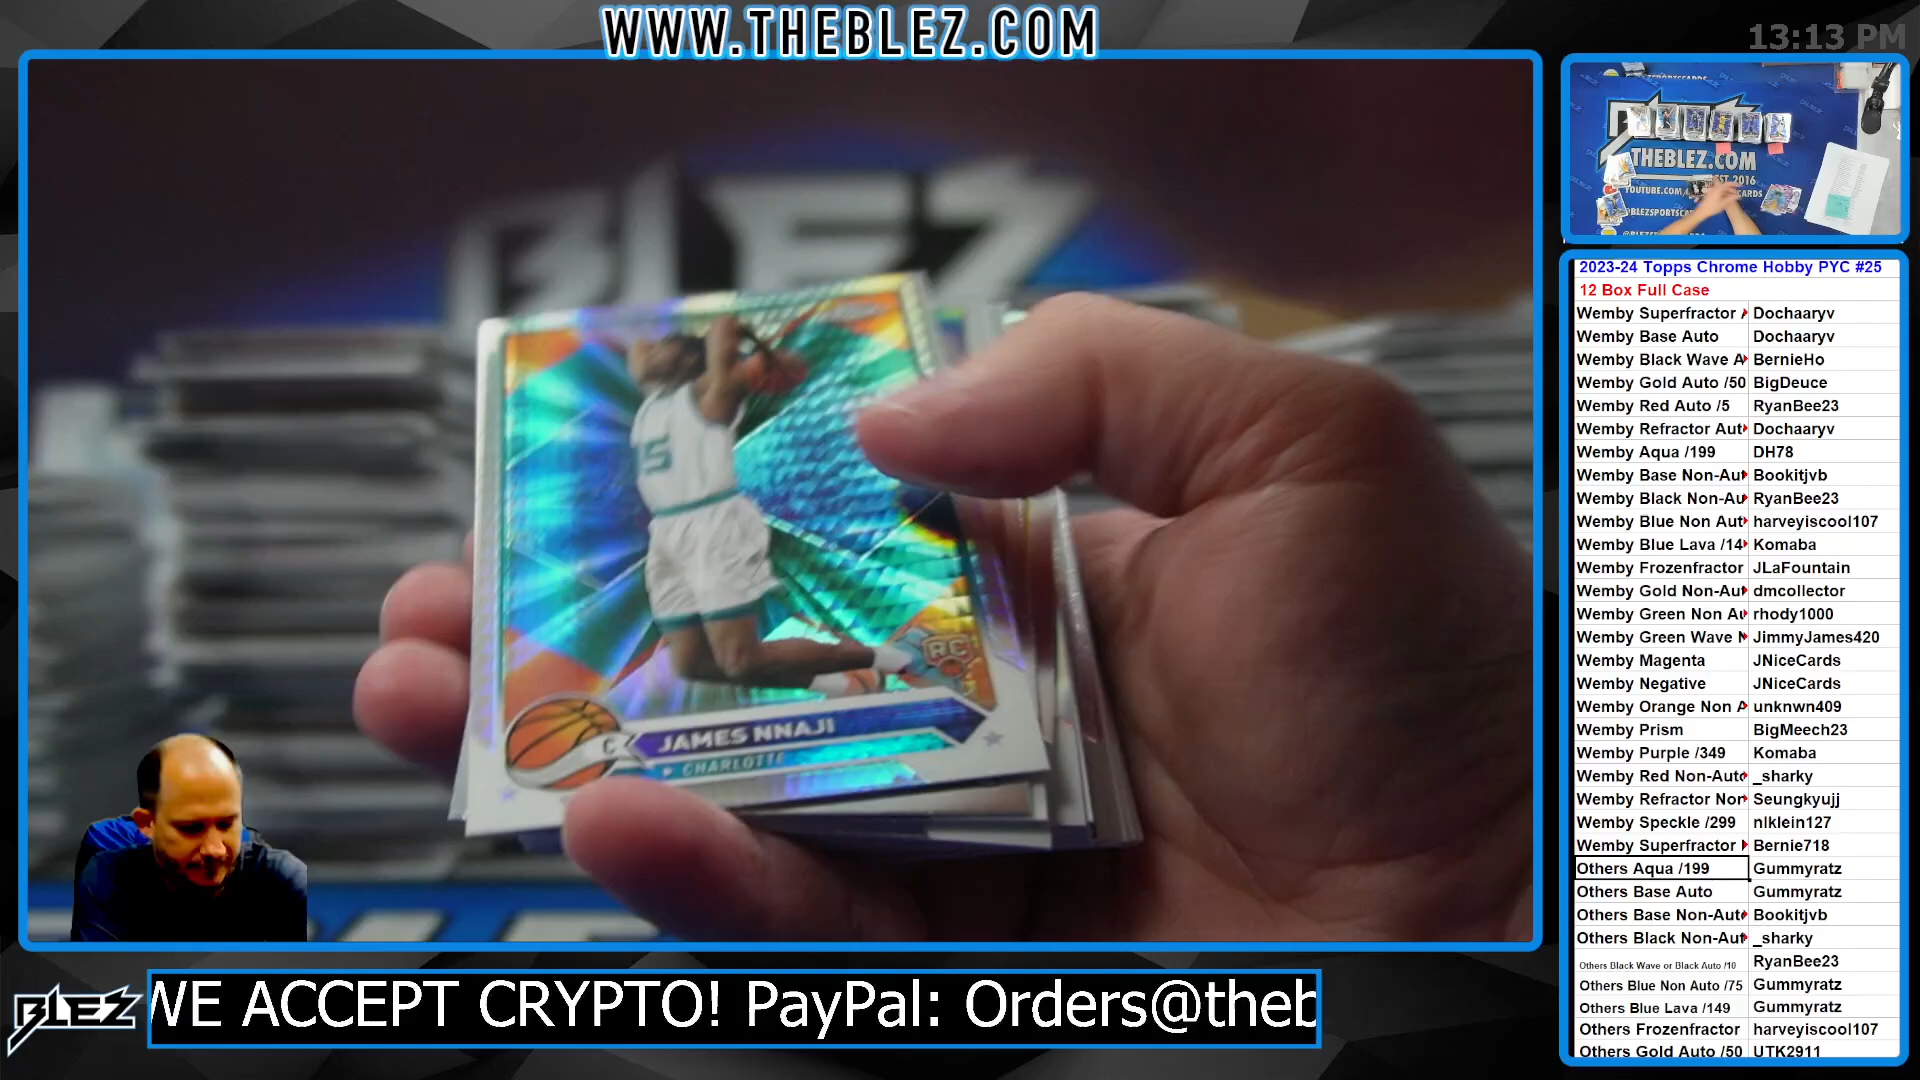 WWW.THEBLEZ.COM
13:13 PM
BLEZ
THEBLEZ.COM
EST 2016
15
RC
C
JAMES NNAJI
CHARLOTTE
2023-24 Topps Chrome Hobby PYC #25
12 Box Full Case
Wemby Superfractor A Dochaaryv
Wemby Base Auto Dochaaryv
Wemby Black Wave A BernieHo
Wemby Gold Auto /50 BigDeuce
Wemby Red Auto /5 RyanBee23
Wemby Refractor Aut Dochaaryv
Wemby Aqua /199 DH78
Wemby Base Non-Aut Bookitjvb
Wemby Black Non-Au RyanBee23
Wemby Blue Non Aut harveyiscool107
Wemby Blue Lava /14 Komaba
Wemby Frozenfractor JLaFountain
Wemby Gold Non-Aut dmcollector
Wemby Green Non Au rhody1000
Wemby Green Wave N JimmyJames420
Wemby Magenta JNiceCards
Wemby Negative JNiceCards
Wemby Orange Non A unknwn409
Wemby Prism BigMeech23
Wemby Purple /349 Komaba
Wemby Red Non-Auto _sharky
Wemby Refractor Non Seungkyujj
Wemby Speckle /299 nlklein127
Wemby Superfractor Bernie718
Others Aqua /199 Gummyratz
Others Base Auto Gummyratz
Others Base Non-Aut Bookitjvb
Others Black Non-Aut _sharky
Others Black Wave or Black Auto /10 RyanBee23
Others Blue Non Auto /75 Gummyratz
Others Blue Lava /149 Gummyratz
Others Frozenfractor harveyiscool107
Others Gold Auto /50 UTK2911
BLEZ
WE ACCEPT CRYPTO! PayPal: Orders@theb